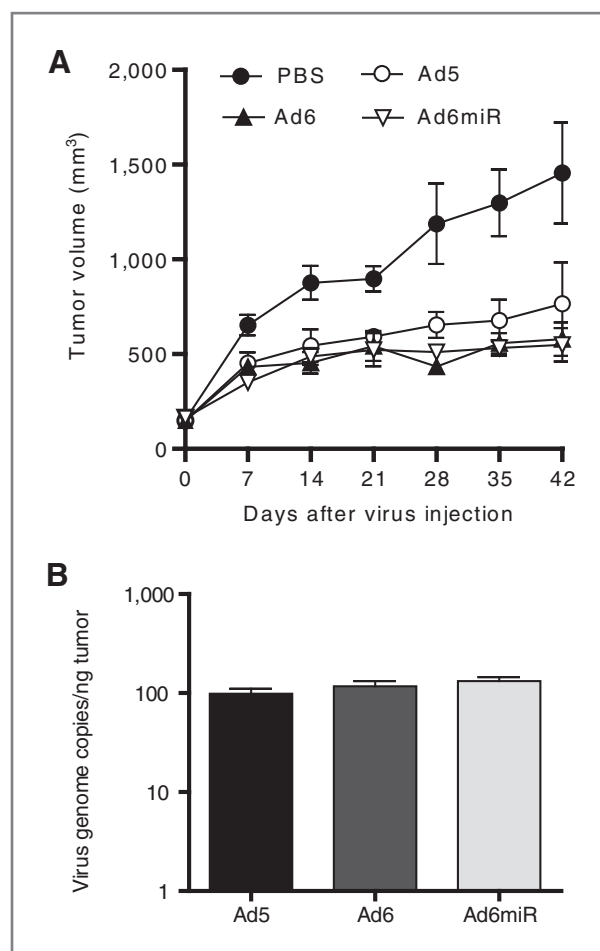 A
2,000
PBS
Ad5
Ad6
Ad6miR
1,500
1,000
500
0
Tumor volume (mm³)
0 7 14 21 28 35 42
Days after virus injection
B
1,000
100
10
1
Virus genome copies/ng tumor
Ad5 Ad6 Ad6miR